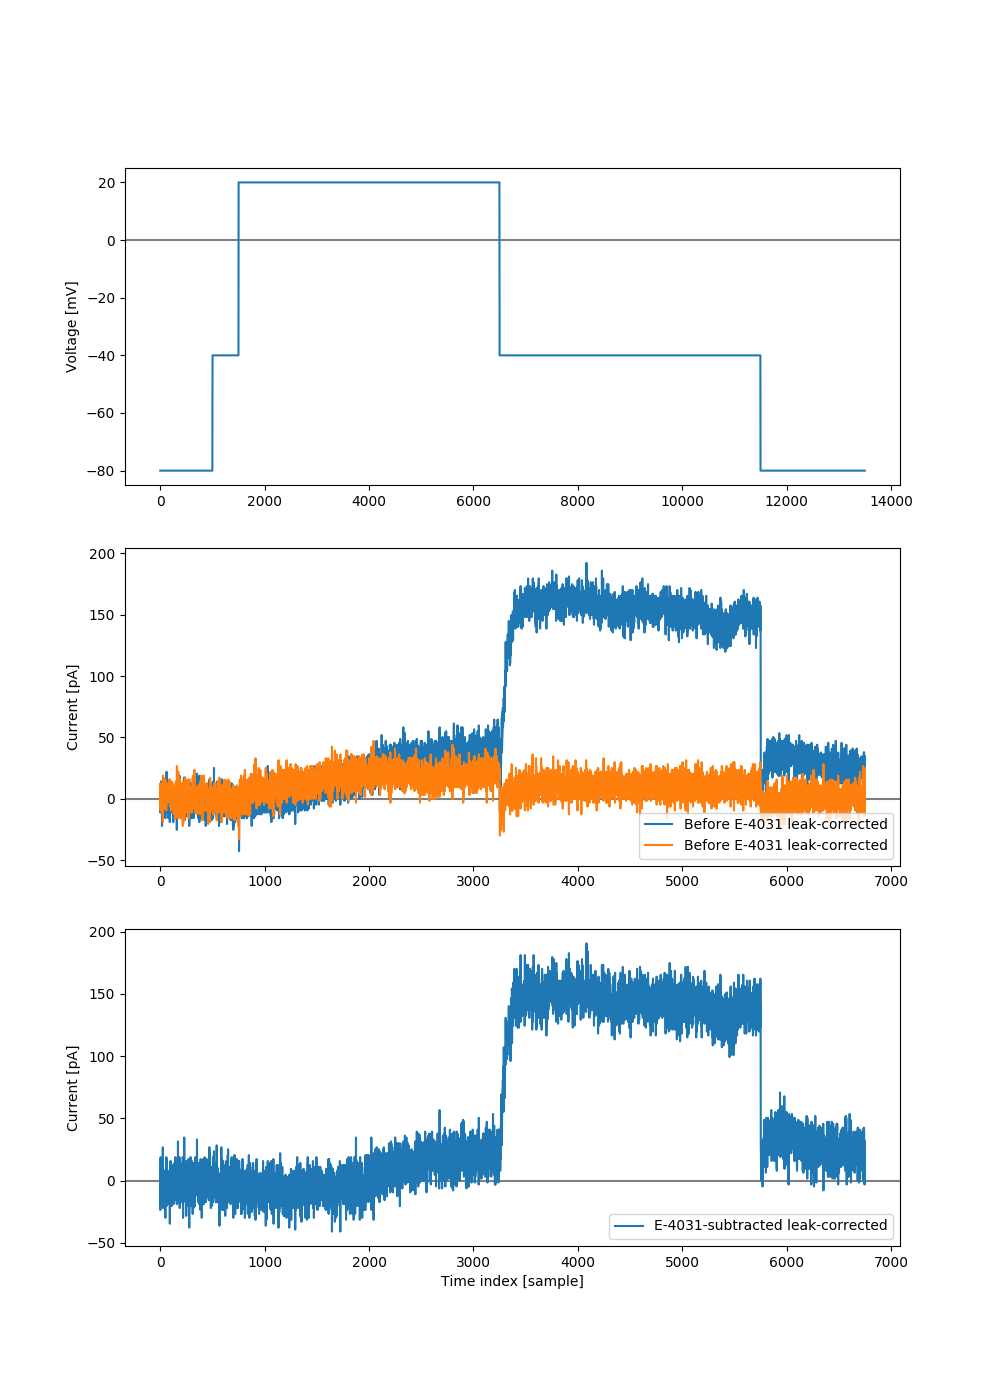 20
0
−20
−40
−60
−80
Voltage [mV]
0 2000 4000 6000 8000 10000 12000 14000
200
150
100
50
0
−50
Current [pA]
Before E-4031 leak-corrected
Before E-4031 leak-corrected
0 1000 2000 3000 4000 5000 6000 7000
200
150
100
50
0
−50
Current [pA]
E-4031-subtracted leak-corrected
0 1000 2000 3000 4000 5000 6000 7000
Time index [sample]